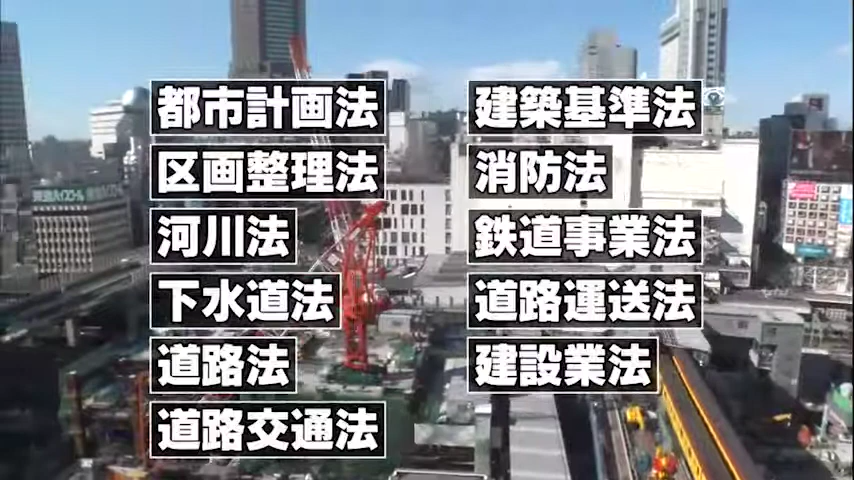 都市計画法
区画整理法
河川法
下水道法
道路法
道路交通法
建築基準法
消防法
鉄道事業法
道路運送法
建設業法